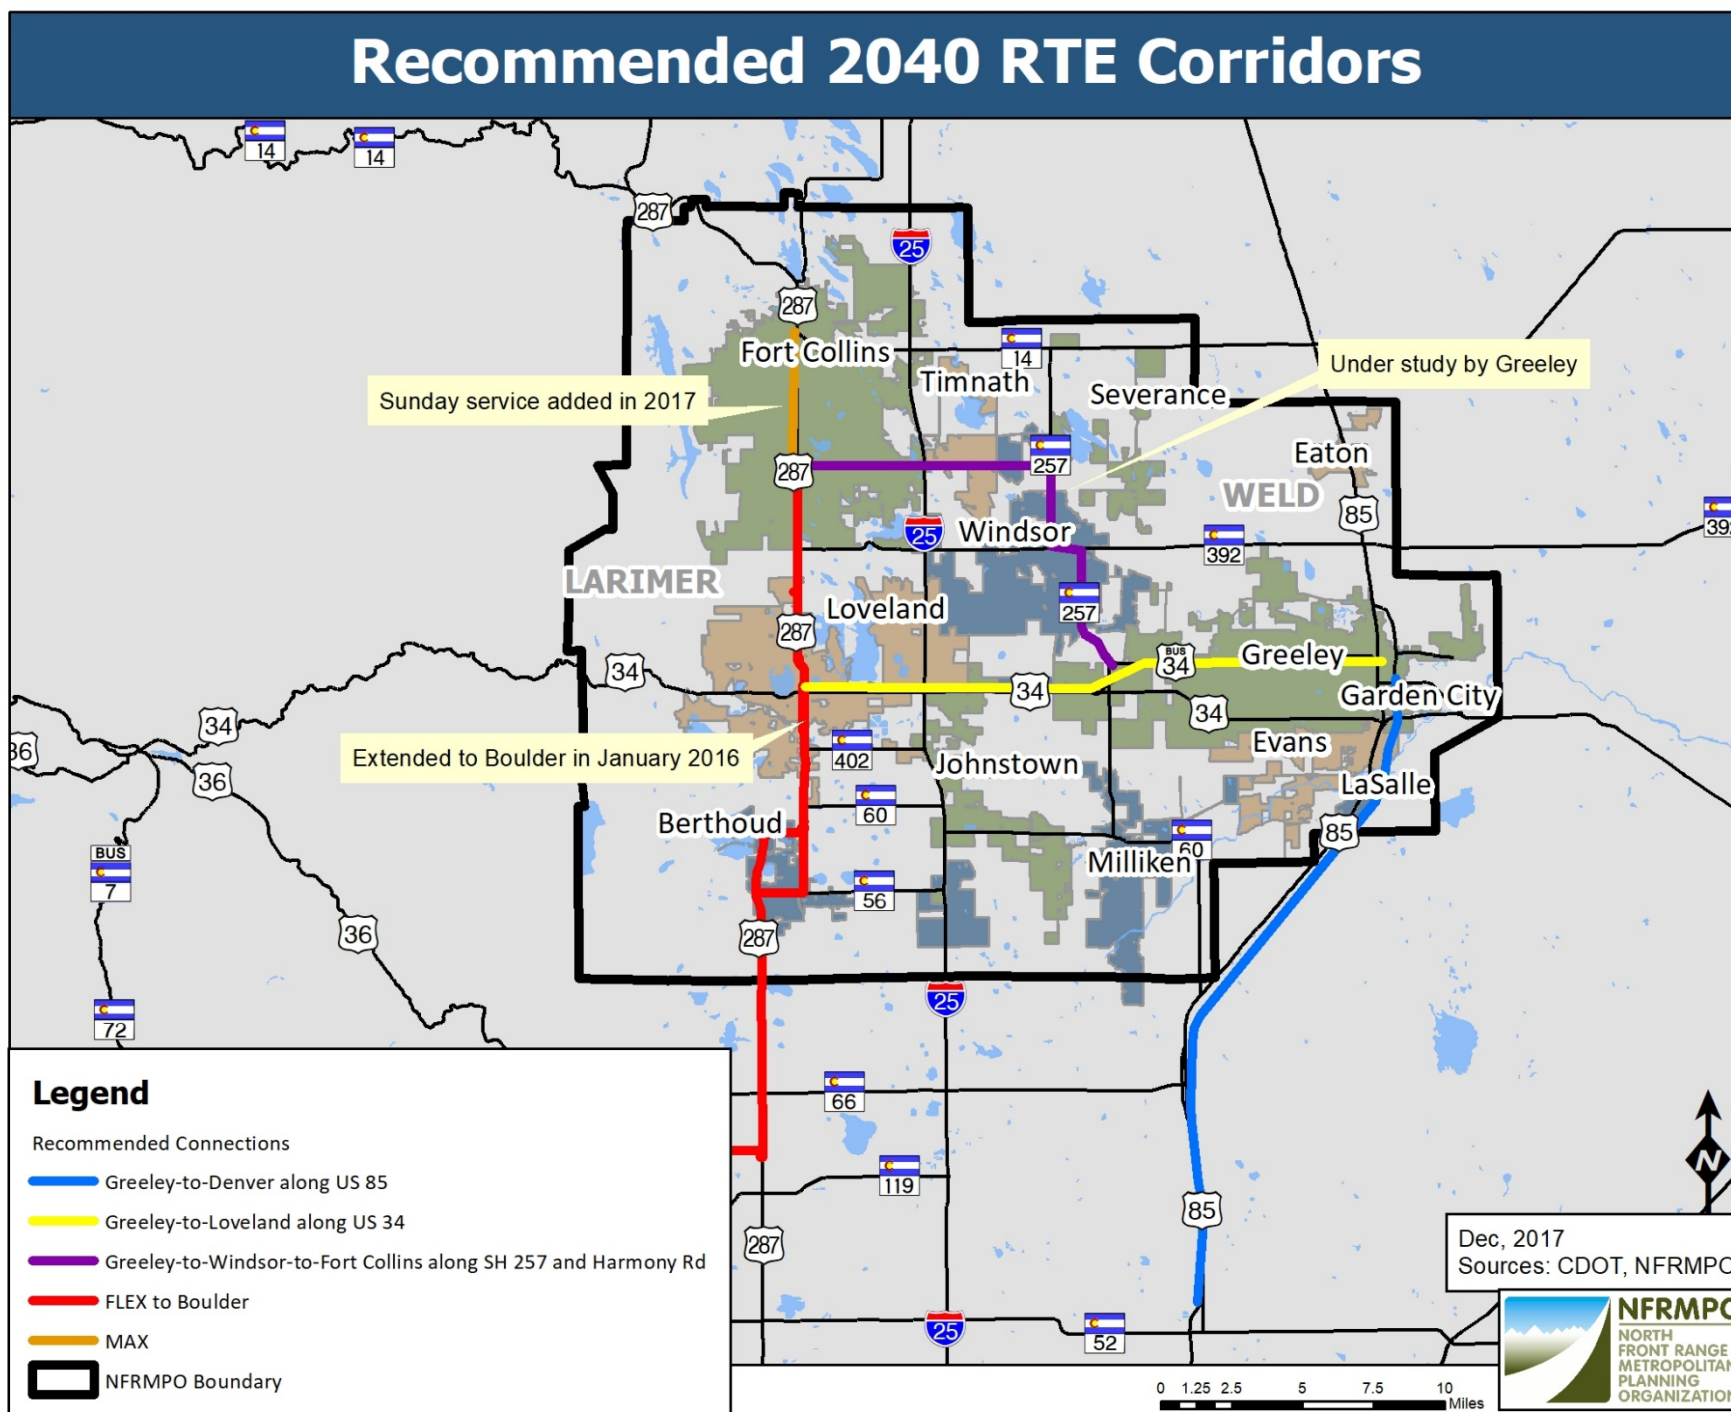 Recommended 2040 RTE Corridors
14
14
287
25
287
Fort Collins
14
Timnath
Under study by Greeley
Severance
Sunday service added in 2017
Eaton
287
257
WELD
85
392
25
Windsor
392
LARIMER
Loveland
257
287
34
BUS
34
Greeley
34
Garden City
34
34
36
Extended to Boulder in January 2016
402
Evans
36
Johnstown
LaSalle
60
Berthoud
85
60
Milliken
BUS
7
56
36
287
25
72
Legend
66
Recommended Connections
119
N
Greeley-to-Denver along US 85
85
Greeley-to-Loveland along US 34
287
Dec, 2017
Sources: CDOT, NFRMPO
Greeley-to-Windsor-to-Fort Collins along SH 257 and Harmony Rd
FLEX to Boulder
25
52
MAX
NFRMPO Boundary
0 1.25 2.5 5 7.5 10
Miles
NFRMPO
NORTH
FRONT RANGE
METROPOLITAN
PLANNING
ORGANIZATION